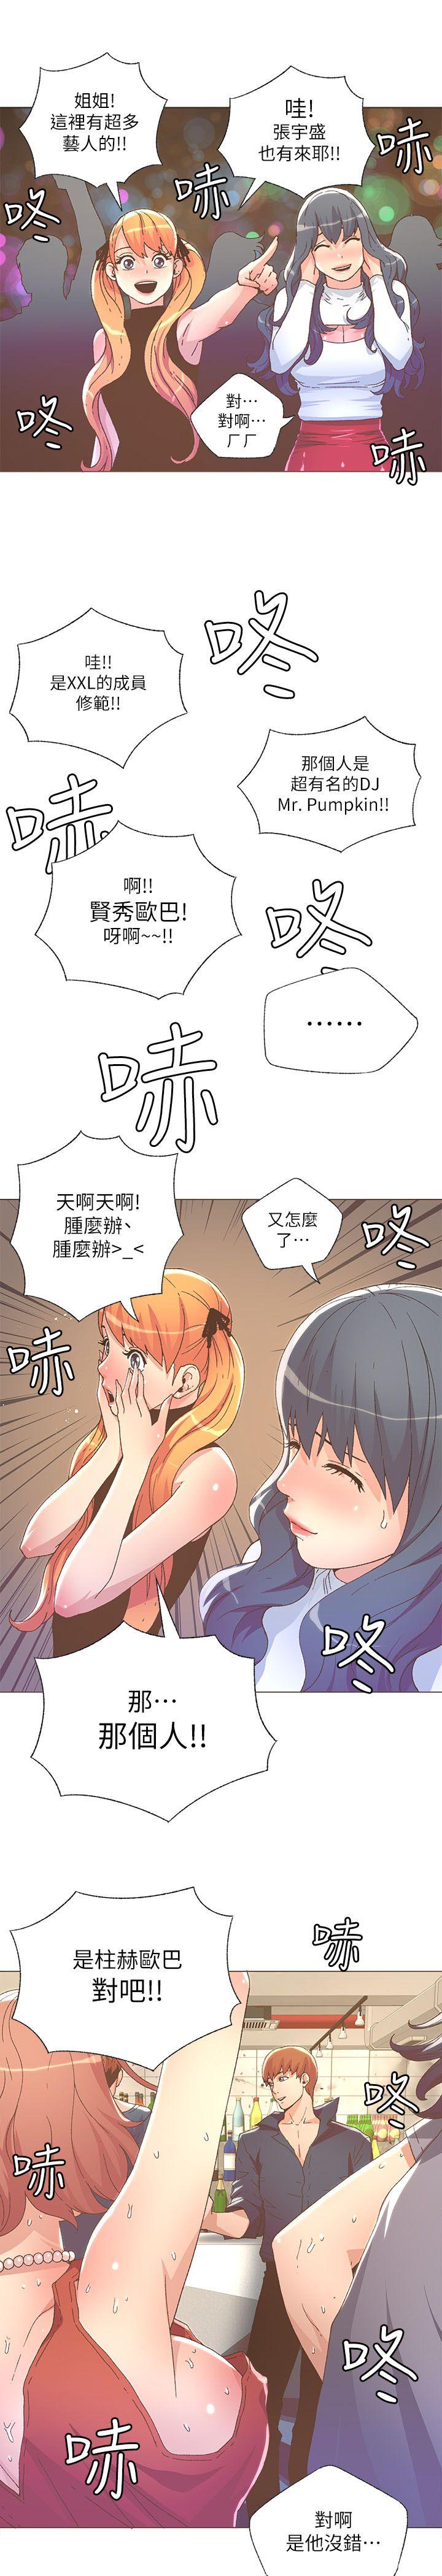 姐姐!
這裡有超多
藝人的!!
哇!
張宇盛
也有來耶!!
咚
哧
哧
對⋯
對啊⋯
ㄏㄏ
咚
哧
咚
哇!!
是XXL的成員
修範!!
那個人是
超有名的DJ
Mr. Pumpkin!!
哧
啊!!
賢秀歐巴!
呀啊~~!!
咚
⋯⋯
哧
天啊天啊!
腫麼辦、
腫麼辦>_<
又怎麼
了⋯
咚
哧
咚
那⋯
那個人!!
是柱赫歐巴
對吧!!
哧
咚
哧
咚
哧
對啊
是他沒錯⋯